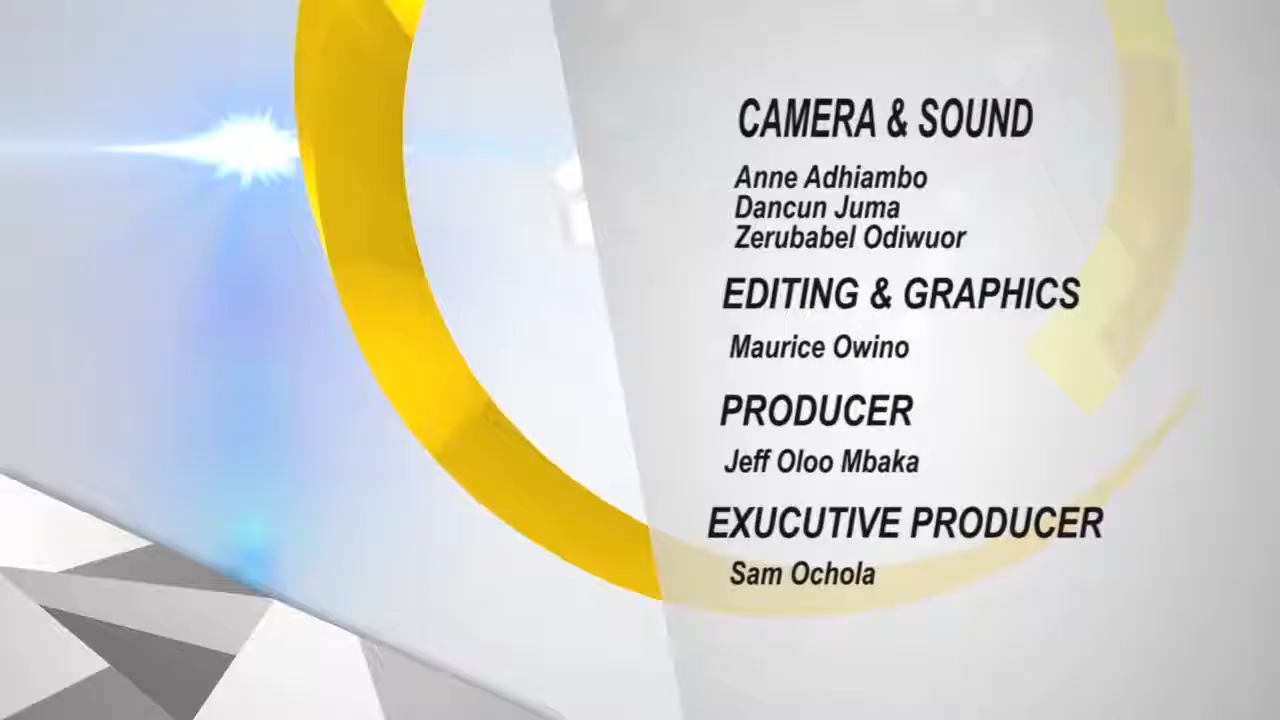 CAMERA & SOUND
Anne Adhiambo
Dancun Juma
Zerubabel Odiwuor
EDITING & GRAPHICS
Maurice Owino
PRODUCER
Jeff Oloo Mbaka
EXUCUTIVE PRODUCER
Sam Ochola